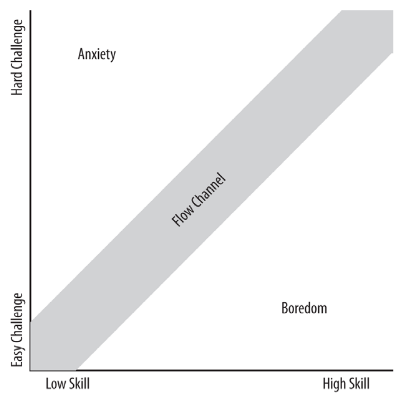 Hard Challenge
Anxiety
Flow Channel
Easy Challenge
Boredom
Low Skill
High Skill